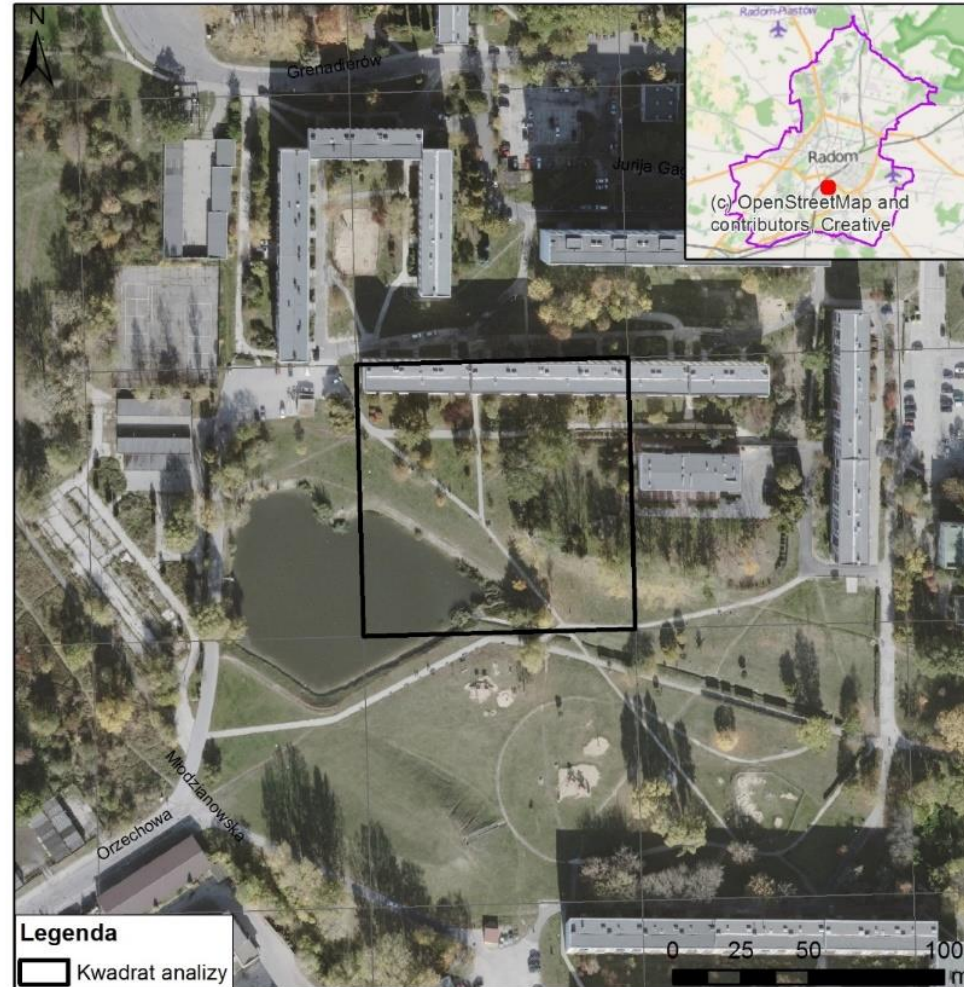 N
Grenadierów
Jurija Gag
Radom-Piastów
Radom
(c) OpenStreetMap and
contributors, Creative
Młodzianowska
Orzechowa
Legenda
Kwadrat analizy
0 25 50 100
m